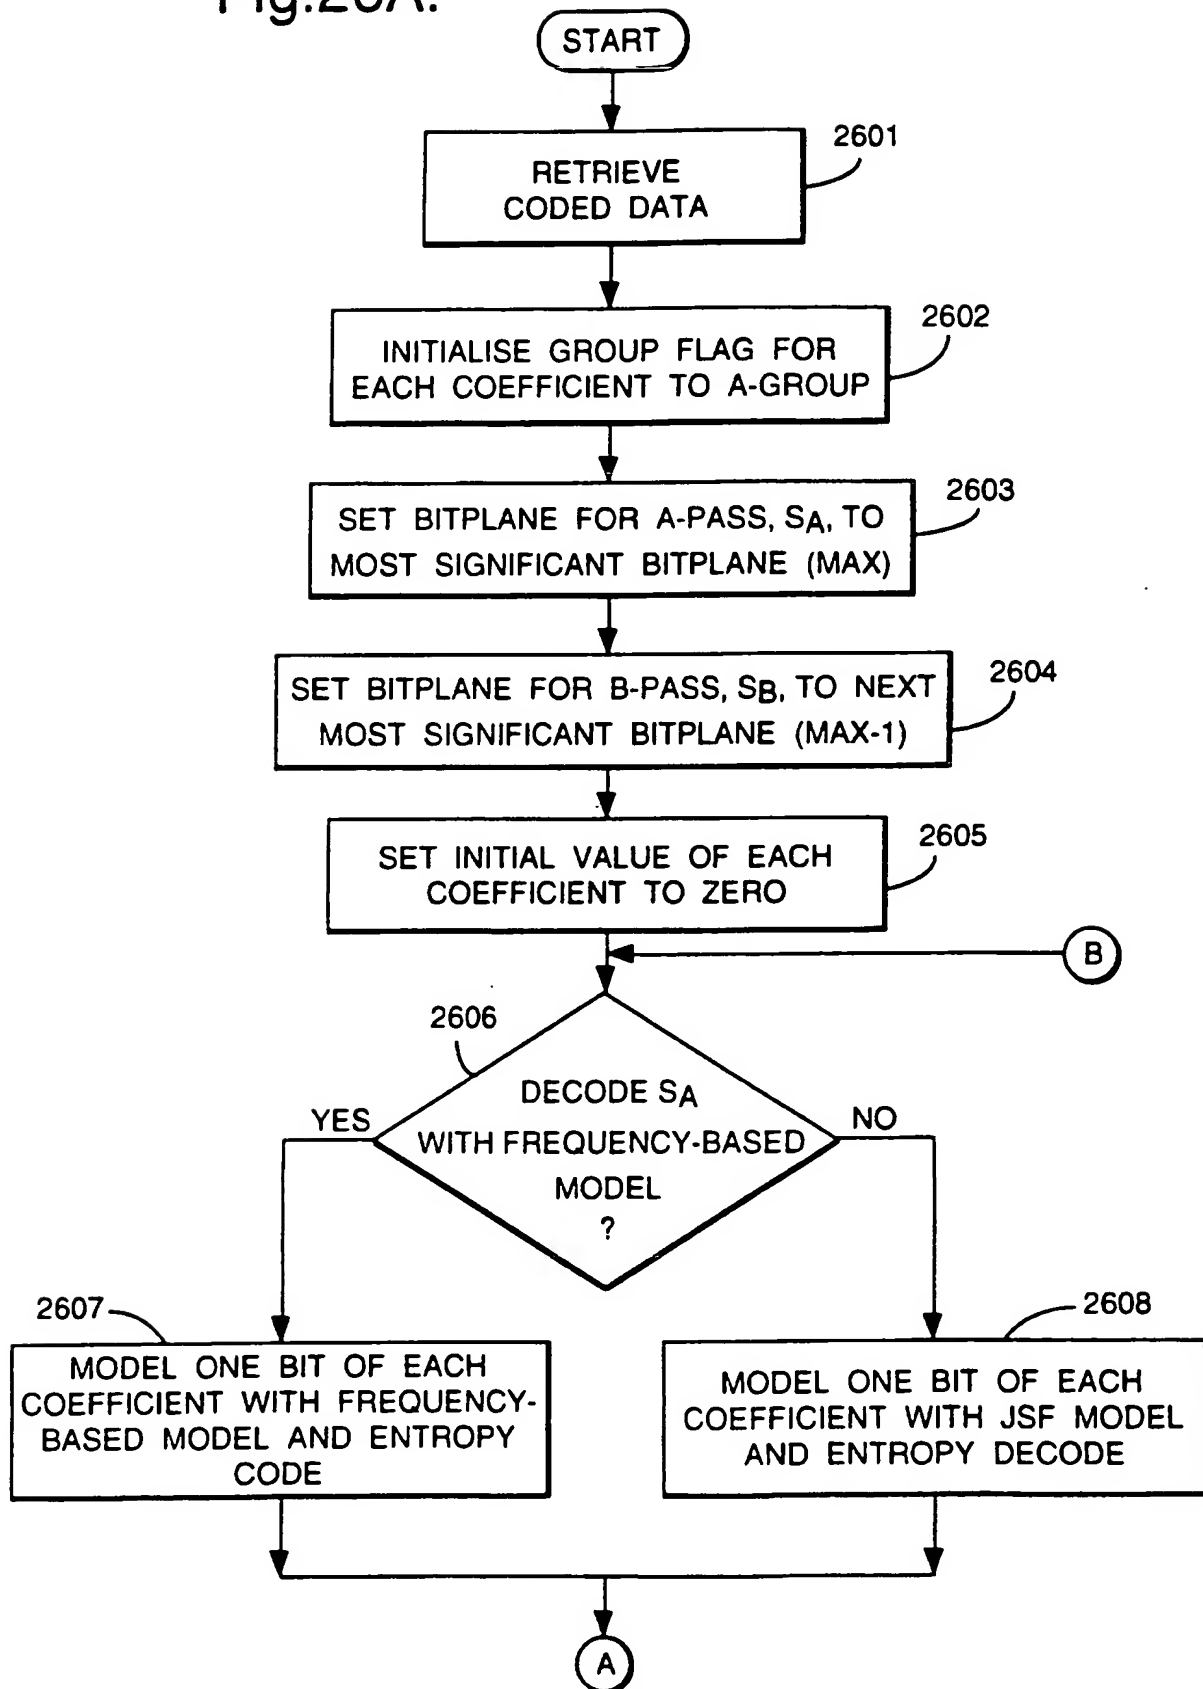 Fig.26A.
START
2601
RETRIEVE
CODED DATA
2602
INITIALISE GROUP FLAG FOR
EACH COEFFICIENT TO A-GROUP
2603
SET BITPLANE FOR A-PASS, SA, TO
MOST SIGNIFICANT BITPLANE (MAX)
2604
SET BITPLANE FOR B-PASS, SB, TO NEXT
MOST SIGNIFICANT BITPLANE (MAX-1)
2605
SET INITIAL VALUE OF EACH
COEFFICIENT TO ZERO
B
2606
DECODE SA
WITH FREQUENCY-BASED
MODEL
?
YES
NO
2607
MODEL ONE BIT OF EACH
COEFFICIENT WITH FREQUENCY-
BASED MODEL AND ENTROPY
CODE
2608
MODEL ONE BIT OF EACH
COEFFICIENT WITH JSF MODEL
AND ENTROPY DECODE
A